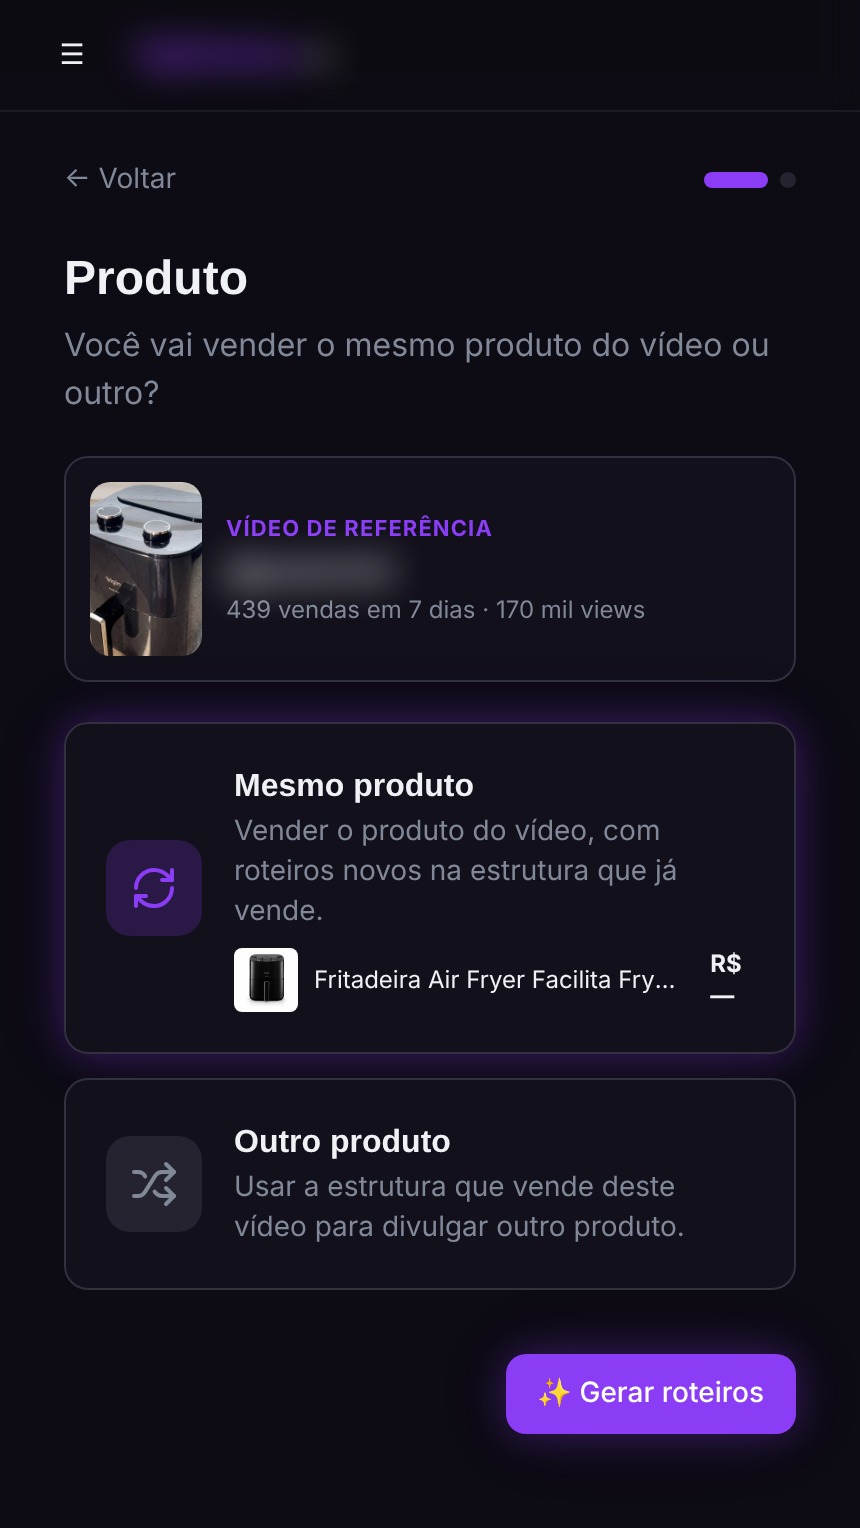 ← Voltar
Produto
Você vai vender o mesmo produto do vídeo ou
outro?
VÍDEO DE REFERÊNCIA
439 vendas em 7 dias · 170 mil views
Mesmo produto
Vender o produto do vídeo, com
roteiros novos na estrutura que já
vende.
Fritadeira Air Fryer Facilita Fry...
R$
—
Outro produto
Usar a estrutura que vende deste
vídeo para divulgar outro produto.
✨ Gerar roteiros